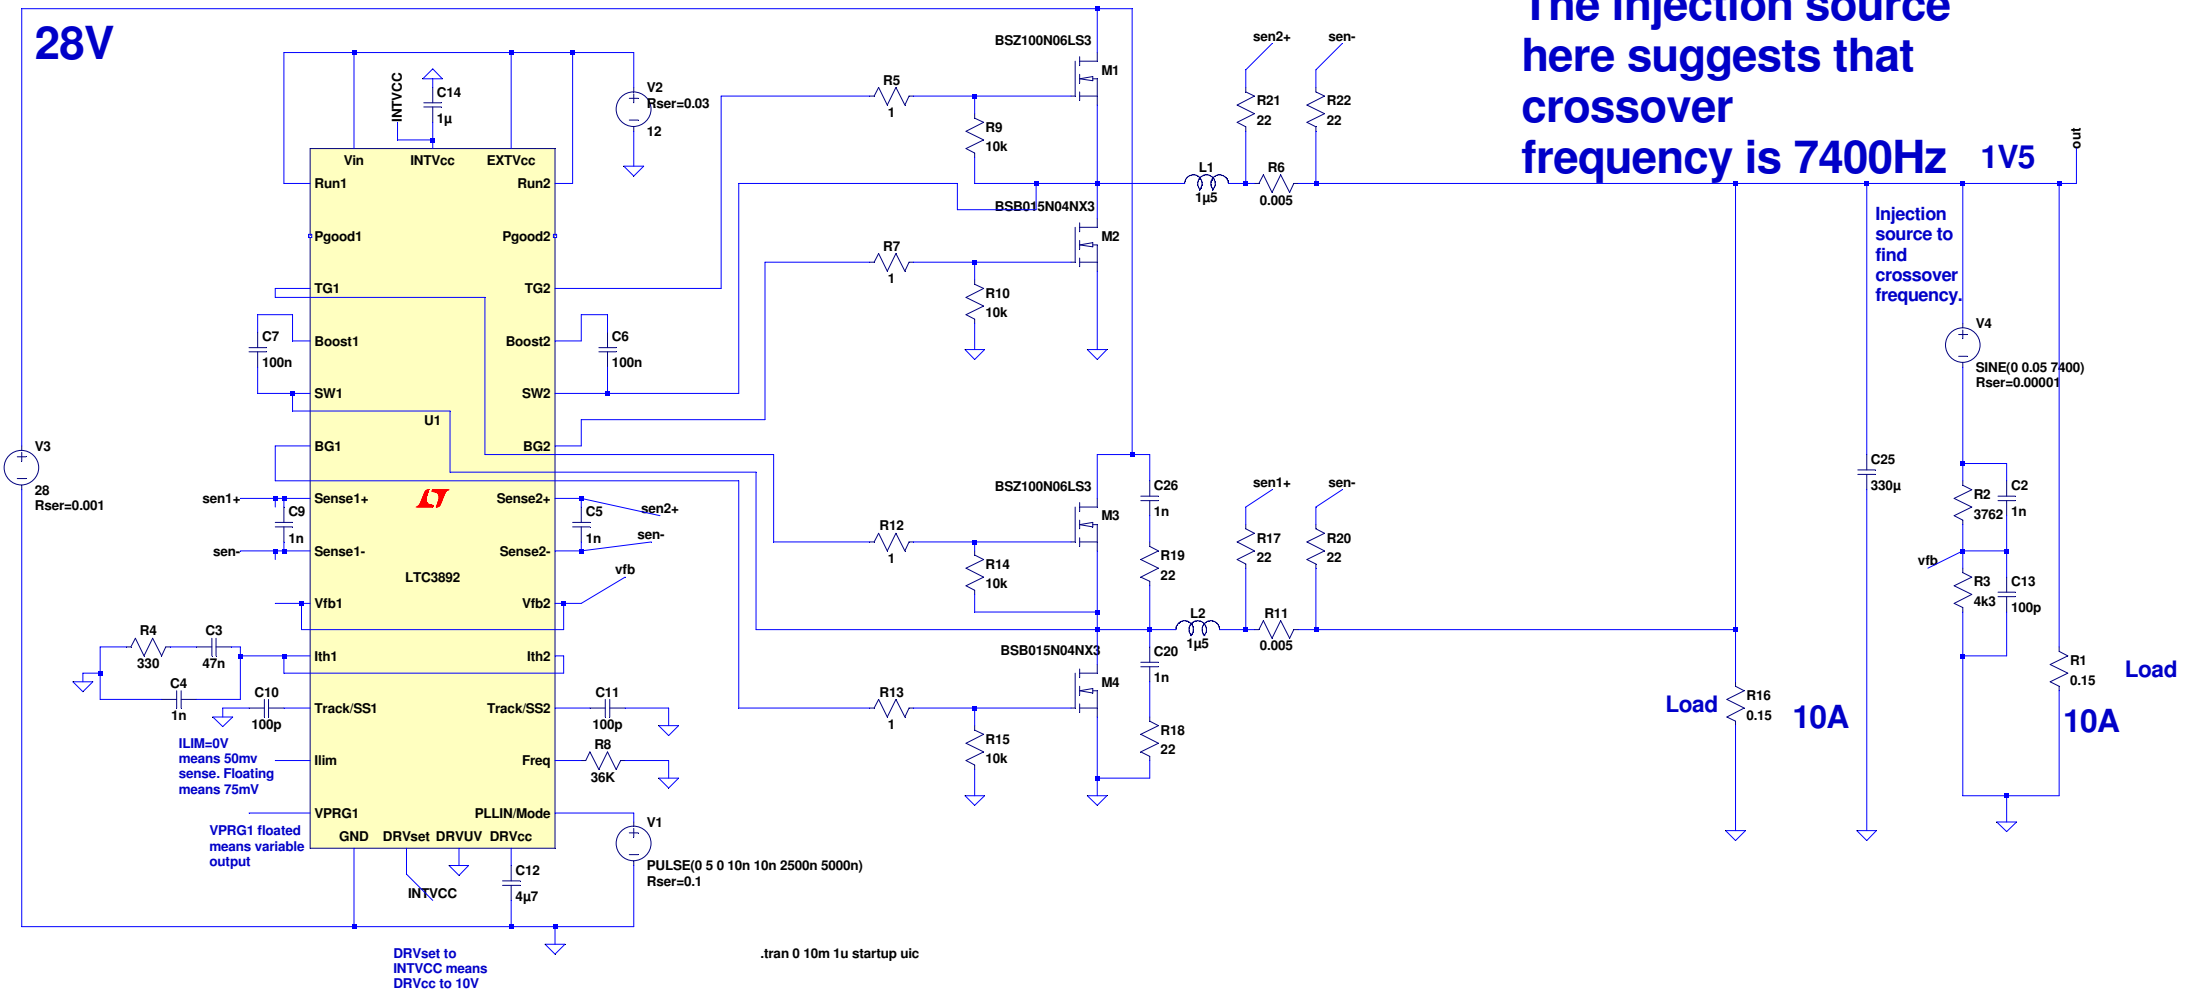 The injection source
here suggests that
crossover
frequency is 7400Hz
28V
1V5
out
BSZ100N06LS3
M1
sen2+
sen-
INTVCC
C14
1µ
V2
Rser=0.03
12
R5
1
R9
10k
R21
22
R22
22
Vin
INTVcc
EXTVcc
Run1
Run2
L1
1µ5
R6
0.005
BSB015N04NX3
M2
Injection
source to
find
crossover
frequency.
Pgood1
Pgood2
R7
1
R10
10k
TG1
TG2
C7
100n
Boost1
Boost2
C6
100n
V4
SINE(0 0.05 7400)
Rser=0.00001
SW1
SW2
U1
BG1
BG2
V3
28
Rser=0.001
C25
330µ
R2
3762
C2
1n
BSZ100N06LS3
M3
C26
1n
sen1+
sen-
sen1+
Sense1+
Sense2+
sen2+
C9
1n
C5
1n
R12
1
R17
22
R20
22
sen-
Sense1-
Sense2-
sen-
R14
10k
R19
22
vfb
R3
4k3
C13
100p
LTC3892
vfb
Vfb1
Vfb2
L2
1µ5
R11
0.005
R4
330
C3
47n
Ith1
Ith2
BSB015N04NX3
M4
C20
1n
R1
0.15
Load
C4
1n
C10
100p
Track/SS1
Track/SS2
C11
100p
R13
1
Load
R16
0.15
10A
10A
ILIM=0V
means 50mv
sense. Floating
means 75mV
Ilim
Freq
R8
36K
R15
10k
R18
22
VPRG1
PLLIN/Mode
VPRG1 floated
means variable
output
GND
DRVset
DRVUV
DRVcc
V1
PULSE(0 5 0 10n 10n 2500n 5000n)
Rser=0.1
INTVCC
C12
4µ7
DRVset to
INTVCC means
DRVcc to 10V
.tran 0 10m 1u startup uic